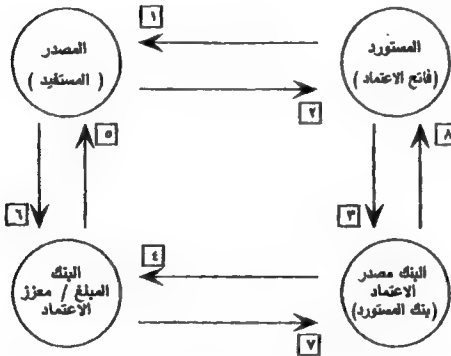 ١
المستورد
(فاتح الاعتماد)
المصدر
(المستفيد)
٢
٨
٥
٣
٦
٤
البنك مصدر
الاعتماد
(بنك المستورد)
البنك
المبلغ / معزز
الاعتماد
٧